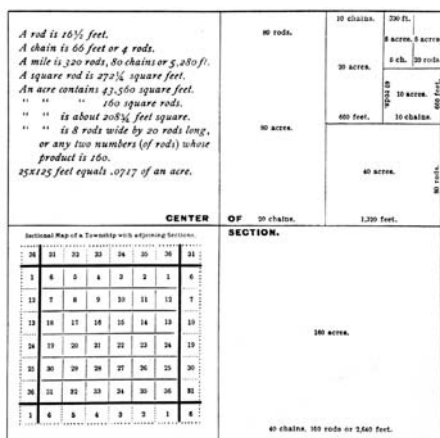 A rod is 16½ feet.
A chain is 66 feet or 4 rods.
A mile is 320 rods, 80 chains or 5,280 ft.
A square rod is 272¼ square feet.
An acre contains 43,560 square feet.
" " " 160 square rods.
" " is about 208¾ feet square.
" " is 8 rods wide by 20 rods long,
or any two numbers (of rods) whose
product is 160.
25x125 feet equals .0717 of an acre.
80 rods.
10 chains.
330 ft.
5 acres. 5 acres.
5 ch. 20 rods
20 acres.
40 rods.
10 acres.
660 feet.
660 feet.
10 chains.
80 acres.
40 acres.
80 rods.
CENTER OF
20 chains.
1,320 feet.
SECTION.
Sectional Map of a Township with adjoining Sections.
36 31 32 33 34 35 36 31
1 6 5 4 3 2 1 6
12 7 8 9 10 11 12 7
13 18 17 16 15 14 13 18
24 19 20 21 22 23 24 19
25 30 29 28 27 26 25 30
36 31 32 33 34 35 36 31
1 6 5 4 3 2 1 6
160 acres.
40 chains, 160 rods or 2,640 feet.